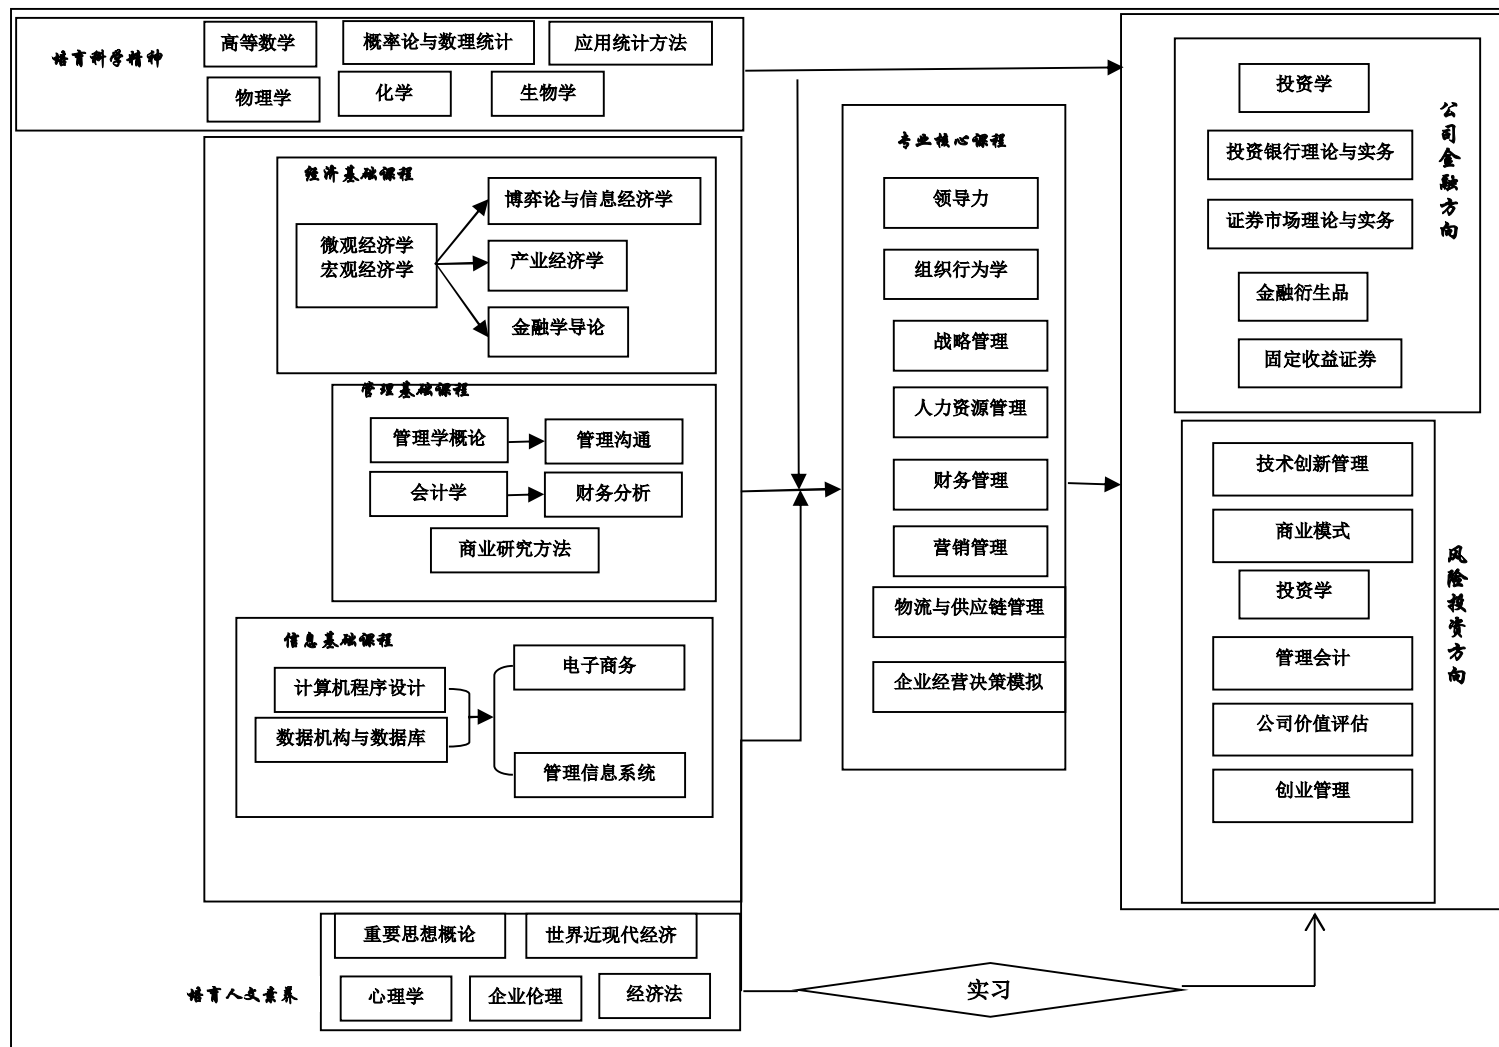 培育科学精神
高等数学
概率论与数理统计
应用统计方法
物理学
化学
生物学
经济基础课程
微观经济学
宏观经济学
博弈论与信息经济学
产业经济学
金融学导论
管理基础课程
管理学概论
管理沟通
会计学
财务分析
商业研究方法
信息基础课程
计算机程序设计
数据机构与数据库
电子商务
管理信息系统
培育人文素养
重要思想概论
世界近现代经济
心理学
企业伦理
经济法
实习
专业核心课程
领导力
组织行为学
战略管理
人力资源管理
财务管理
营销管理
物流与供应链管理
企业经营决策模拟
公司金融方向
投资学
投资银行理论与实务
证券市场理论与实务
金融衍生品
固定收益证券
风险投资方向
技术创新管理
商业模式
投资学
管理会计
公司价值评估
创业管理